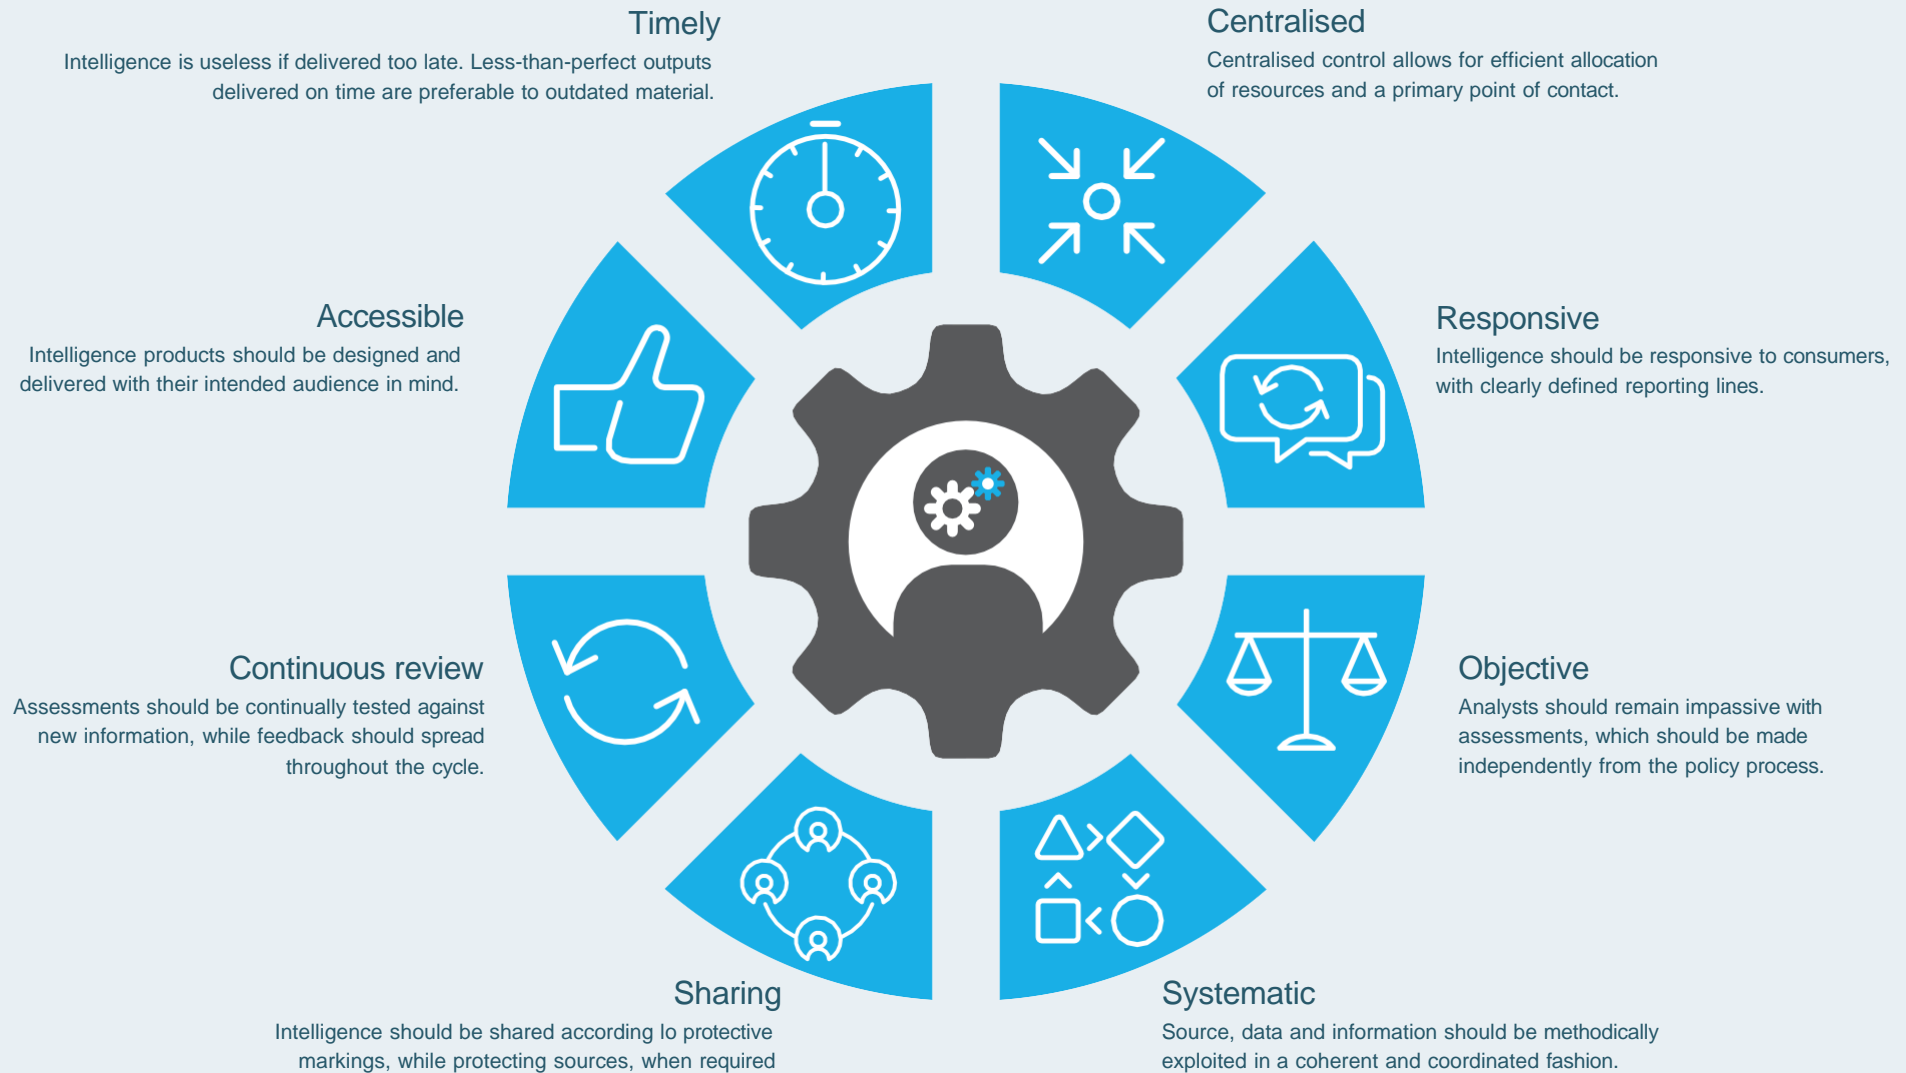 Timely
Intelligence is useless if delivered too late. Less-than-perfect outputs
delivered on time are preferable to outdated material.
Centralised
Centralised control allows for efficient allocation
of resources and a primary point of contact.
Accessible
Intelligence products should be designed and
delivered with their intended audience in mind.
Responsive
Intelligence should be responsive to consumers,
with clearly defined reporting lines.
Continuous review
Assessments should be continually tested against
new information, while feedback should spread
throughout the cycle.
Objective
Analysts should remain impassive with
assessments, which should be made
independently from the policy process.
Sharing
Intelligence should be shared according lo protective
markings, while protecting sources, when required
Systematic
Source, data and information should be methodically
exploited in a coherent and coordinated fashion.